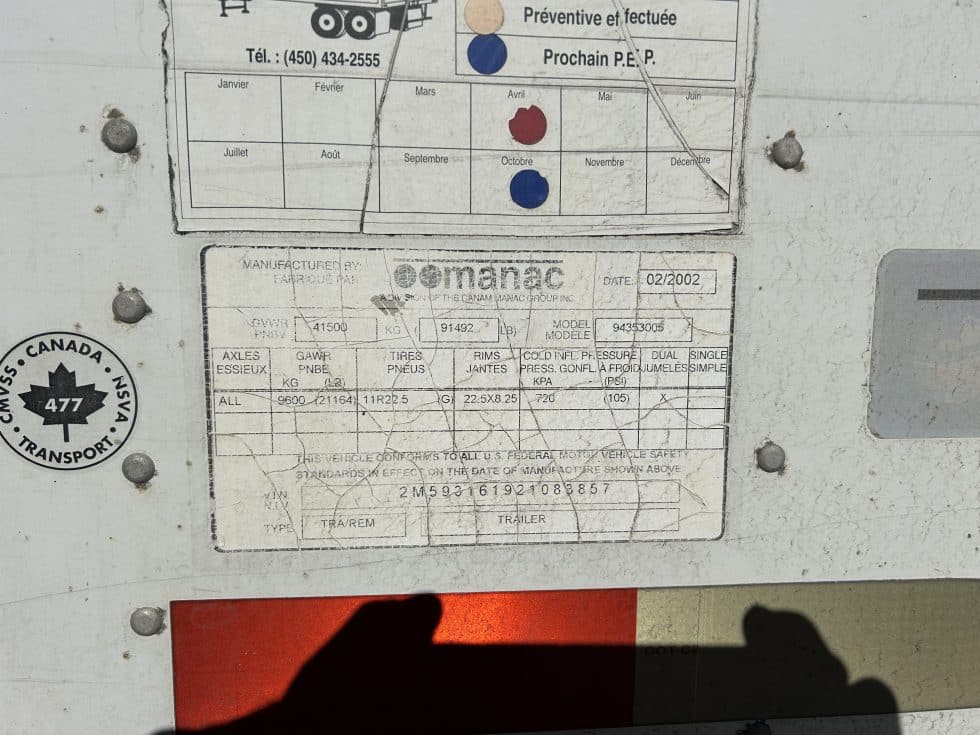 Préventive effectuée
Tél. : (450) 434-2555
Prochain P.E.P.
Janvier Février Mars Avril Mai Juin
Juillet Août Septembre Octobre Novembre Décembre
MANUFACTURED BY:
FABRIQUÉ PAR:
manac
A DIVISION OF THE CANAM MANAC GROUP INC.
DATE: 02/2002
GVWR
PNBV
41500 KG ( 91492 LB)
MODEL
MODÈLE
94353005
AXLES GAWR TIRES RIMS COLD INFL. PRESSURE DUAL SINGLE
ESSIEUX PNBE PNEUS JANTES PRESS. GONFL. À FROID JUMELÉS SIMPLE
KG (LB) KPA - (PSI)
ALL 9600 (21164) 11R22.5 (G) 22.5X8.25 720 (105) X
THIS VEHICLE CONFORMS TO ALL U.S. FEDERAL MOTOR VEHICLE SAFETY
STANDARDS IN EFFECT ON THE DATE OF MANUFACTURE SHOWN ABOVE
V.I.N.
N.I.V.
2M593161921083857
TYPE TRA/REM TRAILER
CANADA
CMVSS • NSVA
477
TRANSPORT
DOT-C2